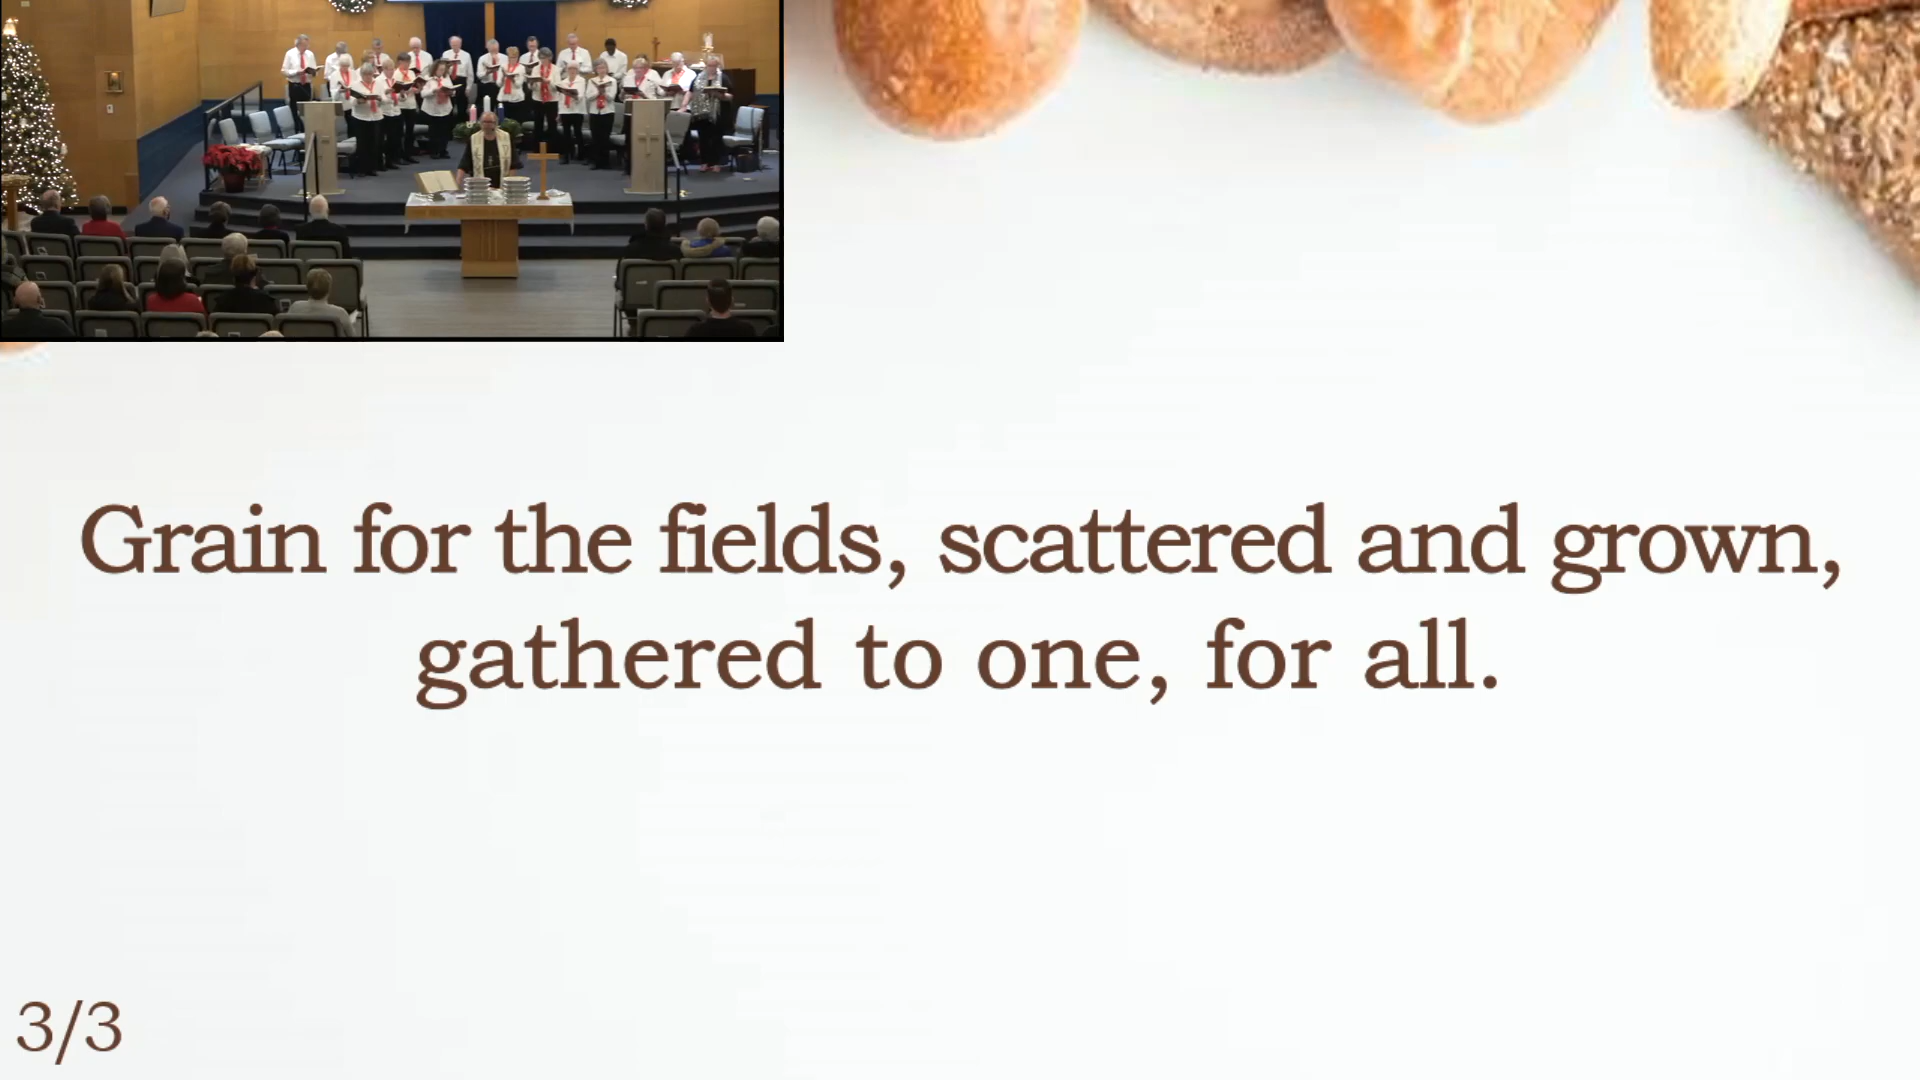 Grain for the fields, scattered and grown,
gathered to one, for all.
3/3